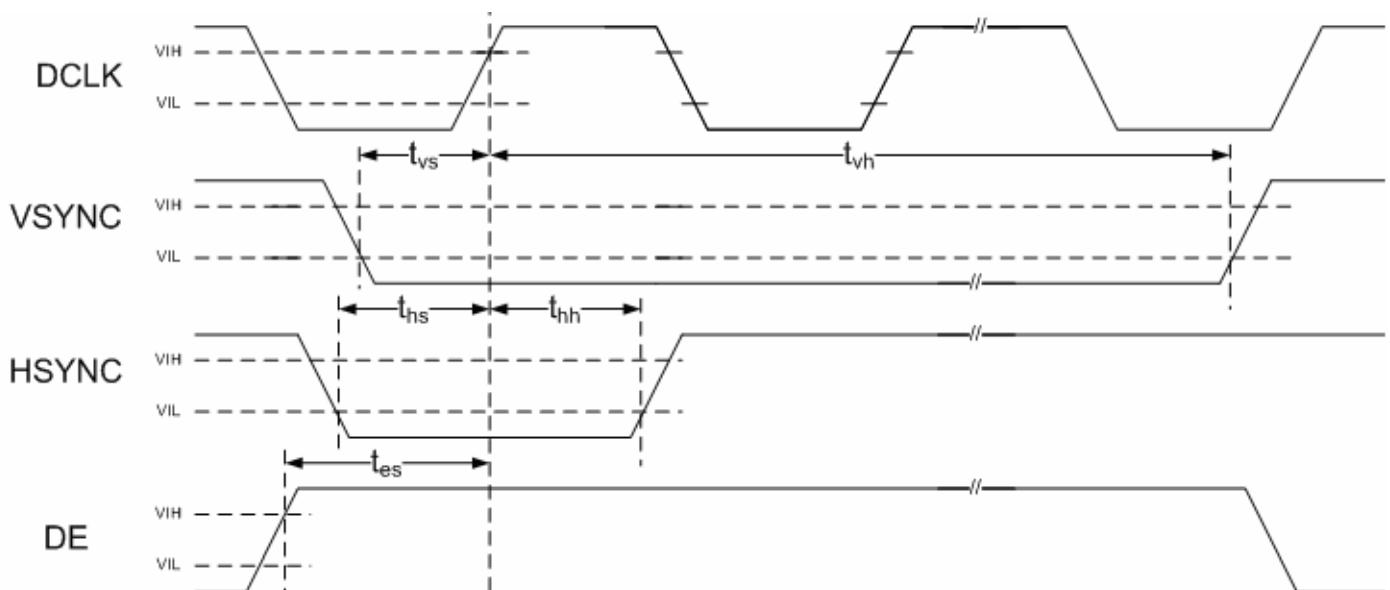 DCLK
VIH
VIL
tvs
tvh
VSYNC
VIH
VIL
ths
thh
HSYNC
VIH
VIL
tes
DE
VIH
VIL